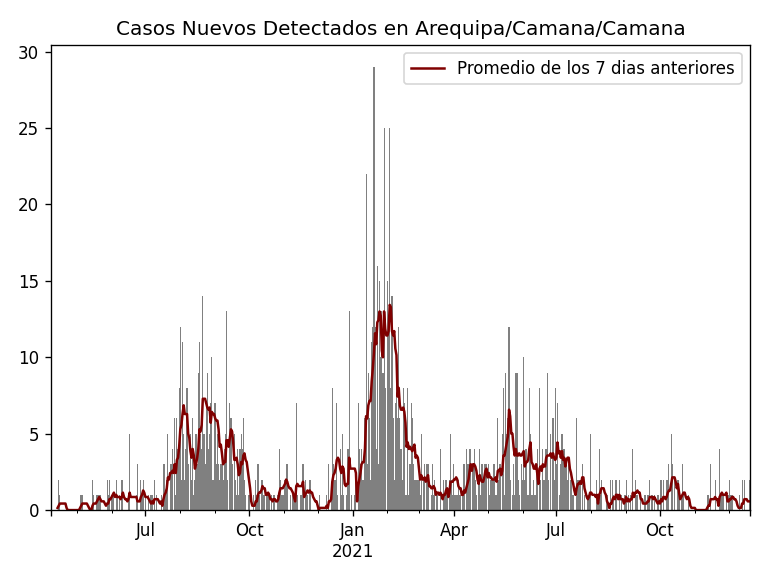 Casos Nuevos Detectados en Arequipa/Camana/Camana
Promedio de los 7 dias anteriores
30
25
20
15
10
5
0
Jul
Oct
Jan
Apr
Jul
Oct
2021